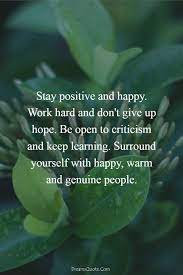 Stay positive and happy.
Work hard and don't give up
hope. Be open to criticism
and keep learning. Surround
yourself with happy, warm
and genuine people.
DreamsQuote.Com